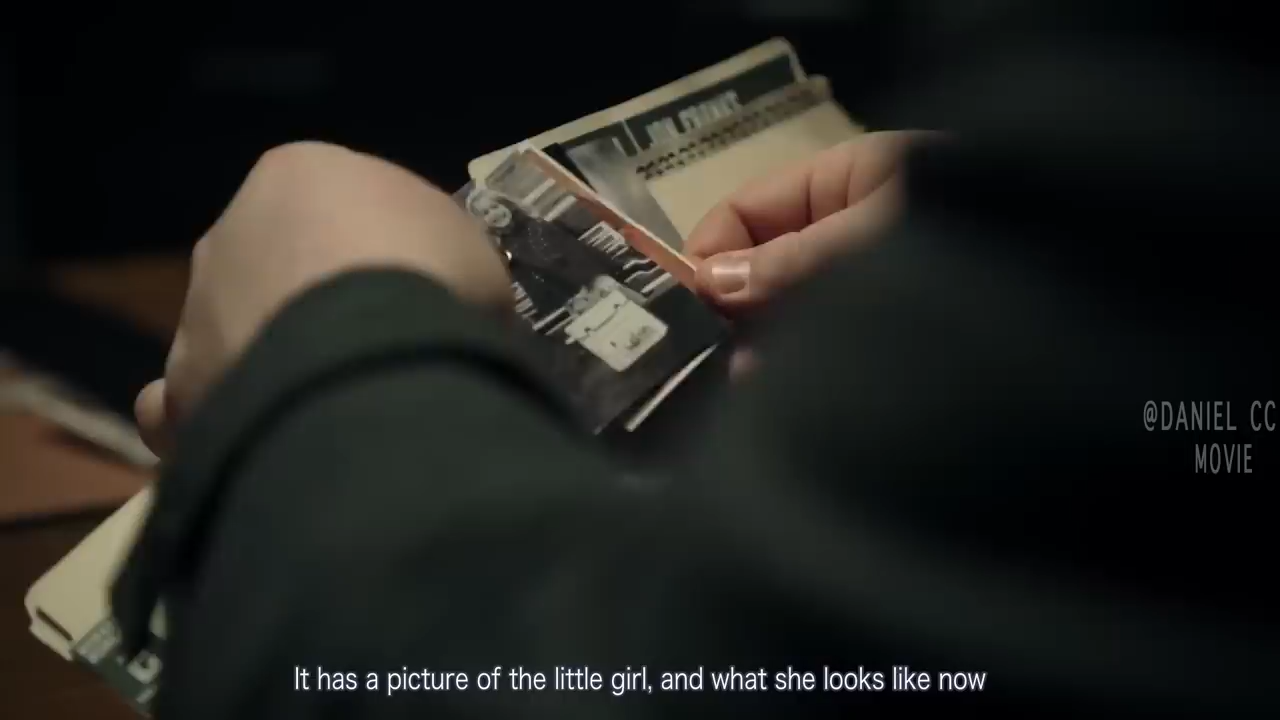 @DANIEL CC
MOVIE
It has a picture of the little girl, and what she looks like now